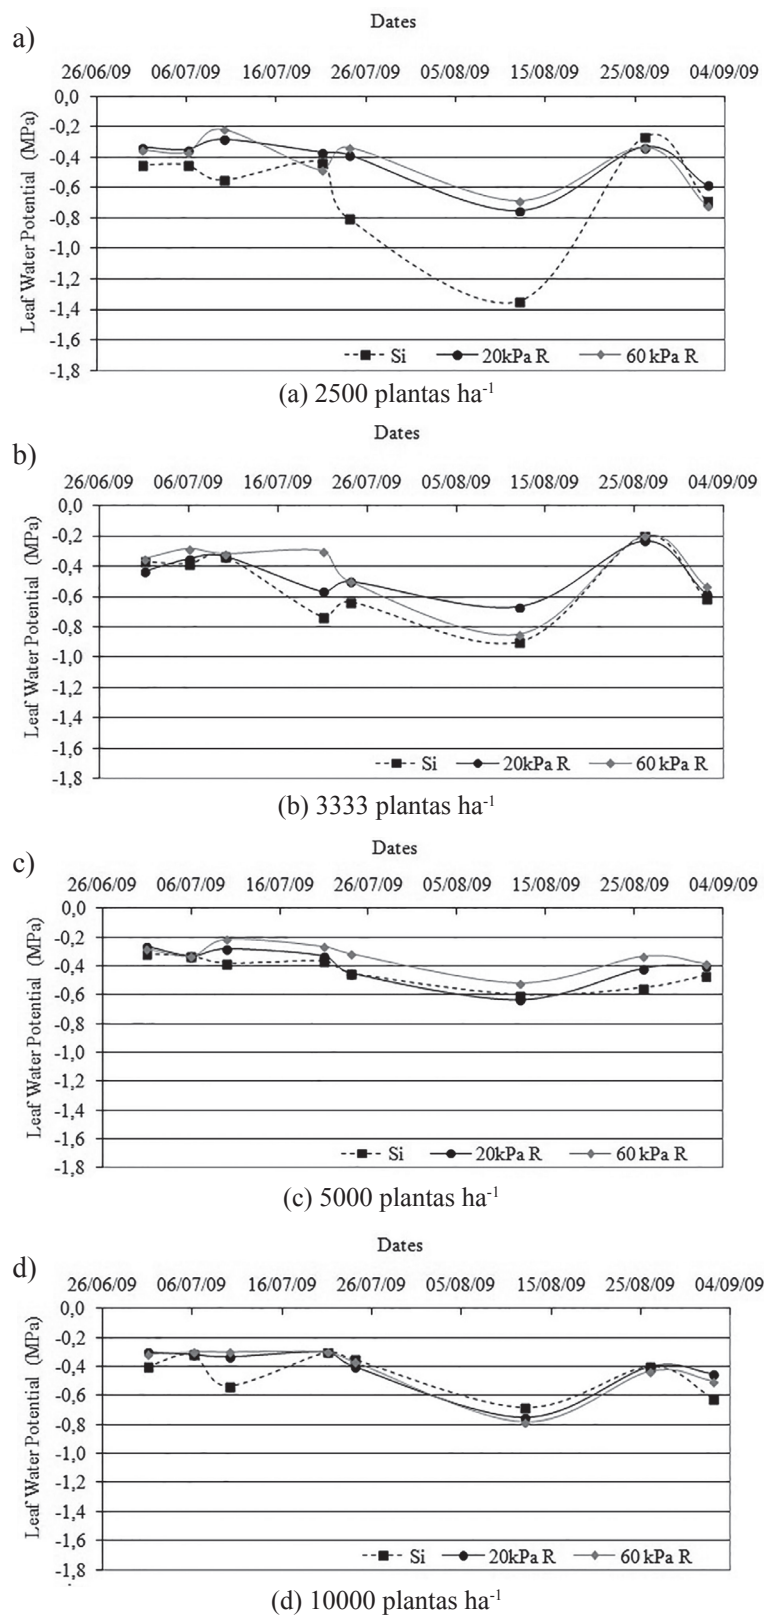 a)
Dates
26/06/09 06/07/09 16/07/09 26/07/09 05/08/09 15/08/09 25/08/09 04/09/09
0,0
-0,2
-0,4
-0,6
-0,8
-1,0
-1,2
-1,4
-1,6
-1,8
Leaf Water Potential (MPa)
Si 20kPa R 60 kPa R
(a) 2500 plantas ha-1
b)
Dates
26/06/09 06/07/09 16/07/09 26/07/09 05/08/09 15/08/09 25/08/09 04/09/09
0,0
-0,2
-0,4
-0,6
-0,8
-1,0
-1,2
-1,4
-1,6
-1,8
Leaf Water Potential (MPa)
Si 20kPa R 60 kPa R
(b) 3333 plantas ha-1
c)
Dates
26/06/09 06/07/09 16/07/09 26/07/09 05/08/09 15/08/09 25/08/09 04/09/09
0,0
-0,2
-0,4
-0,6
-0,8
-1,0
-1,2
-1,4
-1,6
-1,8
Leaf Water Potential (MPa)
Si 20kPa R 60 kPa R
(c) 5000 plantas ha-1
d)
Dates
26/06/09 06/07/09 16/07/09 26/07/09 05/08/09 15/08/09 25/08/09 04/09/09
0,0
-0,2
-0,4
-0,6
-0,8
-1,0
-1,2
-1,4
-1,6
-1,8
Leaf Water Potential (MPa)
Si 20kPa R 60 kPa R
(d) 10000 plantas ha-1